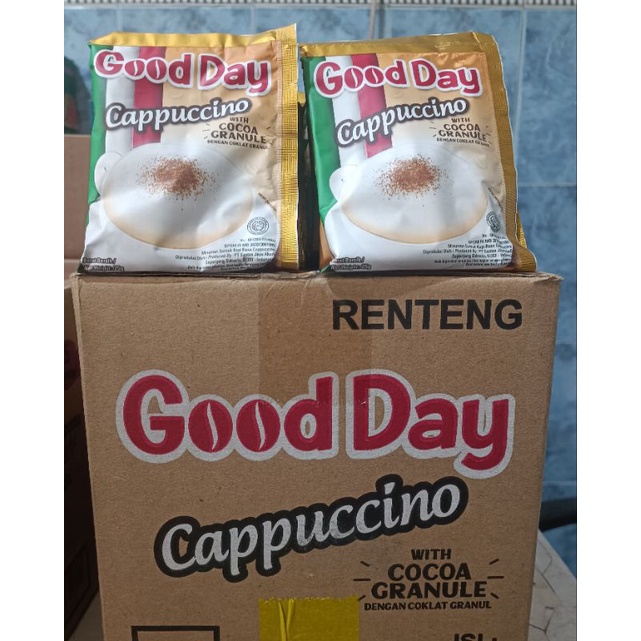 Good Day
Cappuccino
WITH
COCOA
GRANULE
DENGAN COKLAT GRANUL
Good Day
Cappuccino
WITH
COCOA
GRANULE
DENGAN COKLAT GRANUL
RENTENG
Good Day
Cappuccino
WITH
COCOA
GRANULE
DENGAN COKLAT GRANUL
ISI: